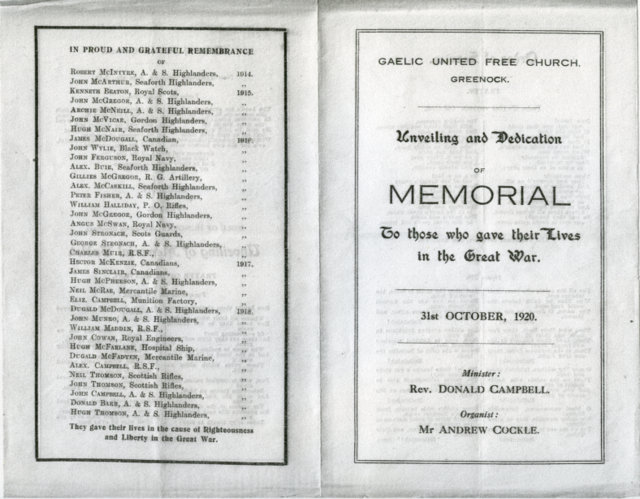 IN PROUD AND GRATEFUL REMEMBRANCE
OF
ROBERT MCINTYRE, A. & S. Highlanders, 1914.
JOHN MCARTHUR, Seaforth Highlanders, „
KENNETH BEATON, Royal Scots, 1915.
JOHN MCGREGOR, A. & S. Highlanders, „
ARCHIE MCNEILL, A. & S. Highlanders, „
JOHN MCVICAR, Gordon Highlanders, „
HUGH MCNAIR, Seaforth Highlanders, „
JAMES MCDOUGALL, Canadian, 1916.
JOHN WYLIE, Black Watch, „
JOHN FERGUSON, Royal Navy, „
ALEX. BUIE, Seaforth Highlanders, „
GILLIES MCGREGOR, R. G. Artillery, „
ALEX. MCCASKILL, Seaforth Highlanders, „
PETER FISHER, A. & S. Highlanders, „
WILLIAM HALLIDAY, P. O. Rifles, „
JOHN MCGREGOR, Gordon Highlanders, „
ANGUS MCSWAN, Royal Navy, „
JOHN STRONACH, Scots Guards, „
GEORGE STRONACH, A. & S. Highlanders, „
CHARLES MUIR, R.S.F., „
HECTOR MCKENZIE, Canadians, 1917.
JAMES SINCLAIR, Canadians, „
HUGH MCPHERSON, A. & S. Highlanders, „
NEIL MCRAE, Mercantile Marine, „
ELIZ. CAMPBELL, Munition Factory, „
DUGALD MCDOUGALL, A. & S. Highlanders, 1918.
JOHN MUNRO, A. & S. Highlanders, „
WILLIAM MADDIN, R.S.F., „
JOHN COWAN, Royal Engineers, „
HUGH MCFARLANE, Hospital Ship, „
DUGALD MCFADYEN, Mercantile Marine, „
ALEX. CAMPBELL, R.S.F., „
NEIL THOMSON, Scottish Rifles, „
JOHN THOMSON, Scottish Rifles, „
JOHN CAMPBELL, A. & S. Highlanders, „
DONALD BARR, A. & S. Highlanders, „
HUGH THOMSON, A. & S. Highlanders, „
They gave their lives in the cause of Righteousness
and Liberty in the Great War.
GAELIC UNITED FREE CHURCH,
GREENOCK.
Unveiling and Dedication
OF
MEMORIAL
To those who gave their Lives
in the Great War.
31st OCTOBER, 1920.
Minister:
Rev. DONALD CAMPBELL.
Organist:
Mr ANDREW COCKLE.